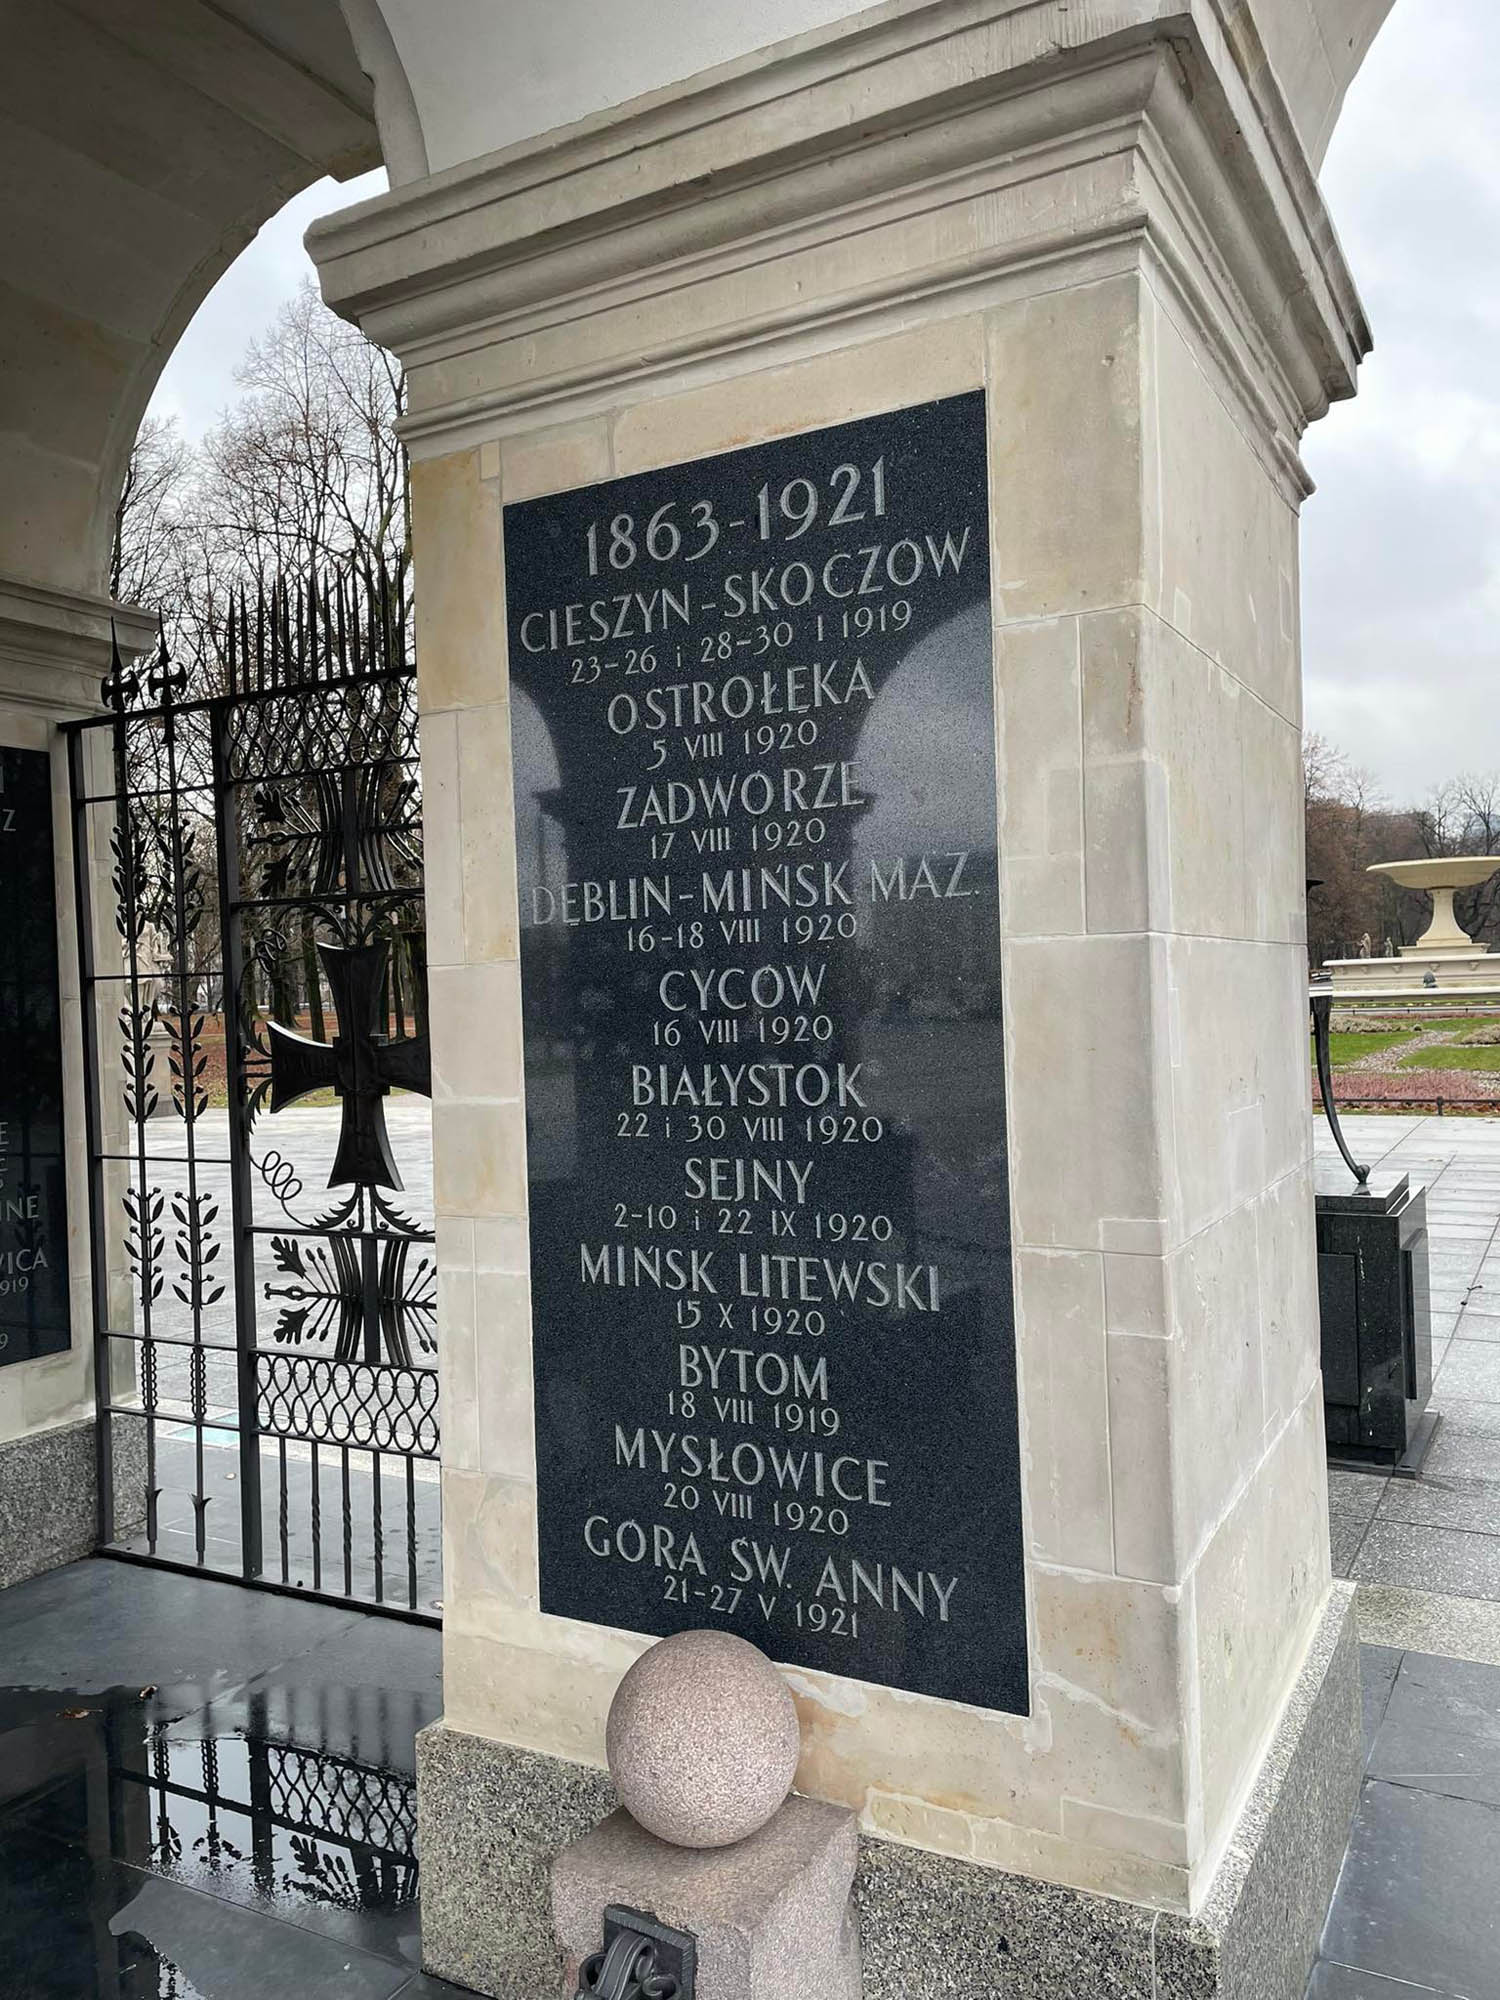 1863-1921
CIESZYN-SKOCZOW
23-26 i 28-30 I 1919
OSTROŁĘKA
5 VIII 1920
ZADWÓRZE
17 VIII 1920
DĘBLIN-MIŃSK MAZ.
16-18 VIII 1920
CYCÓW
16 VIII 1920
BIAŁYSTOK
22 i 30 VIII 1920
SEJNY
2-10 i 22 IX 1920
MIŃSK LITEWSKI
15 X 1920
BYTOM
18 VIII 1919
MYSŁOWICE
20 VIII 1920
GÓRA ŚW. ANNY
21-27 V 1921